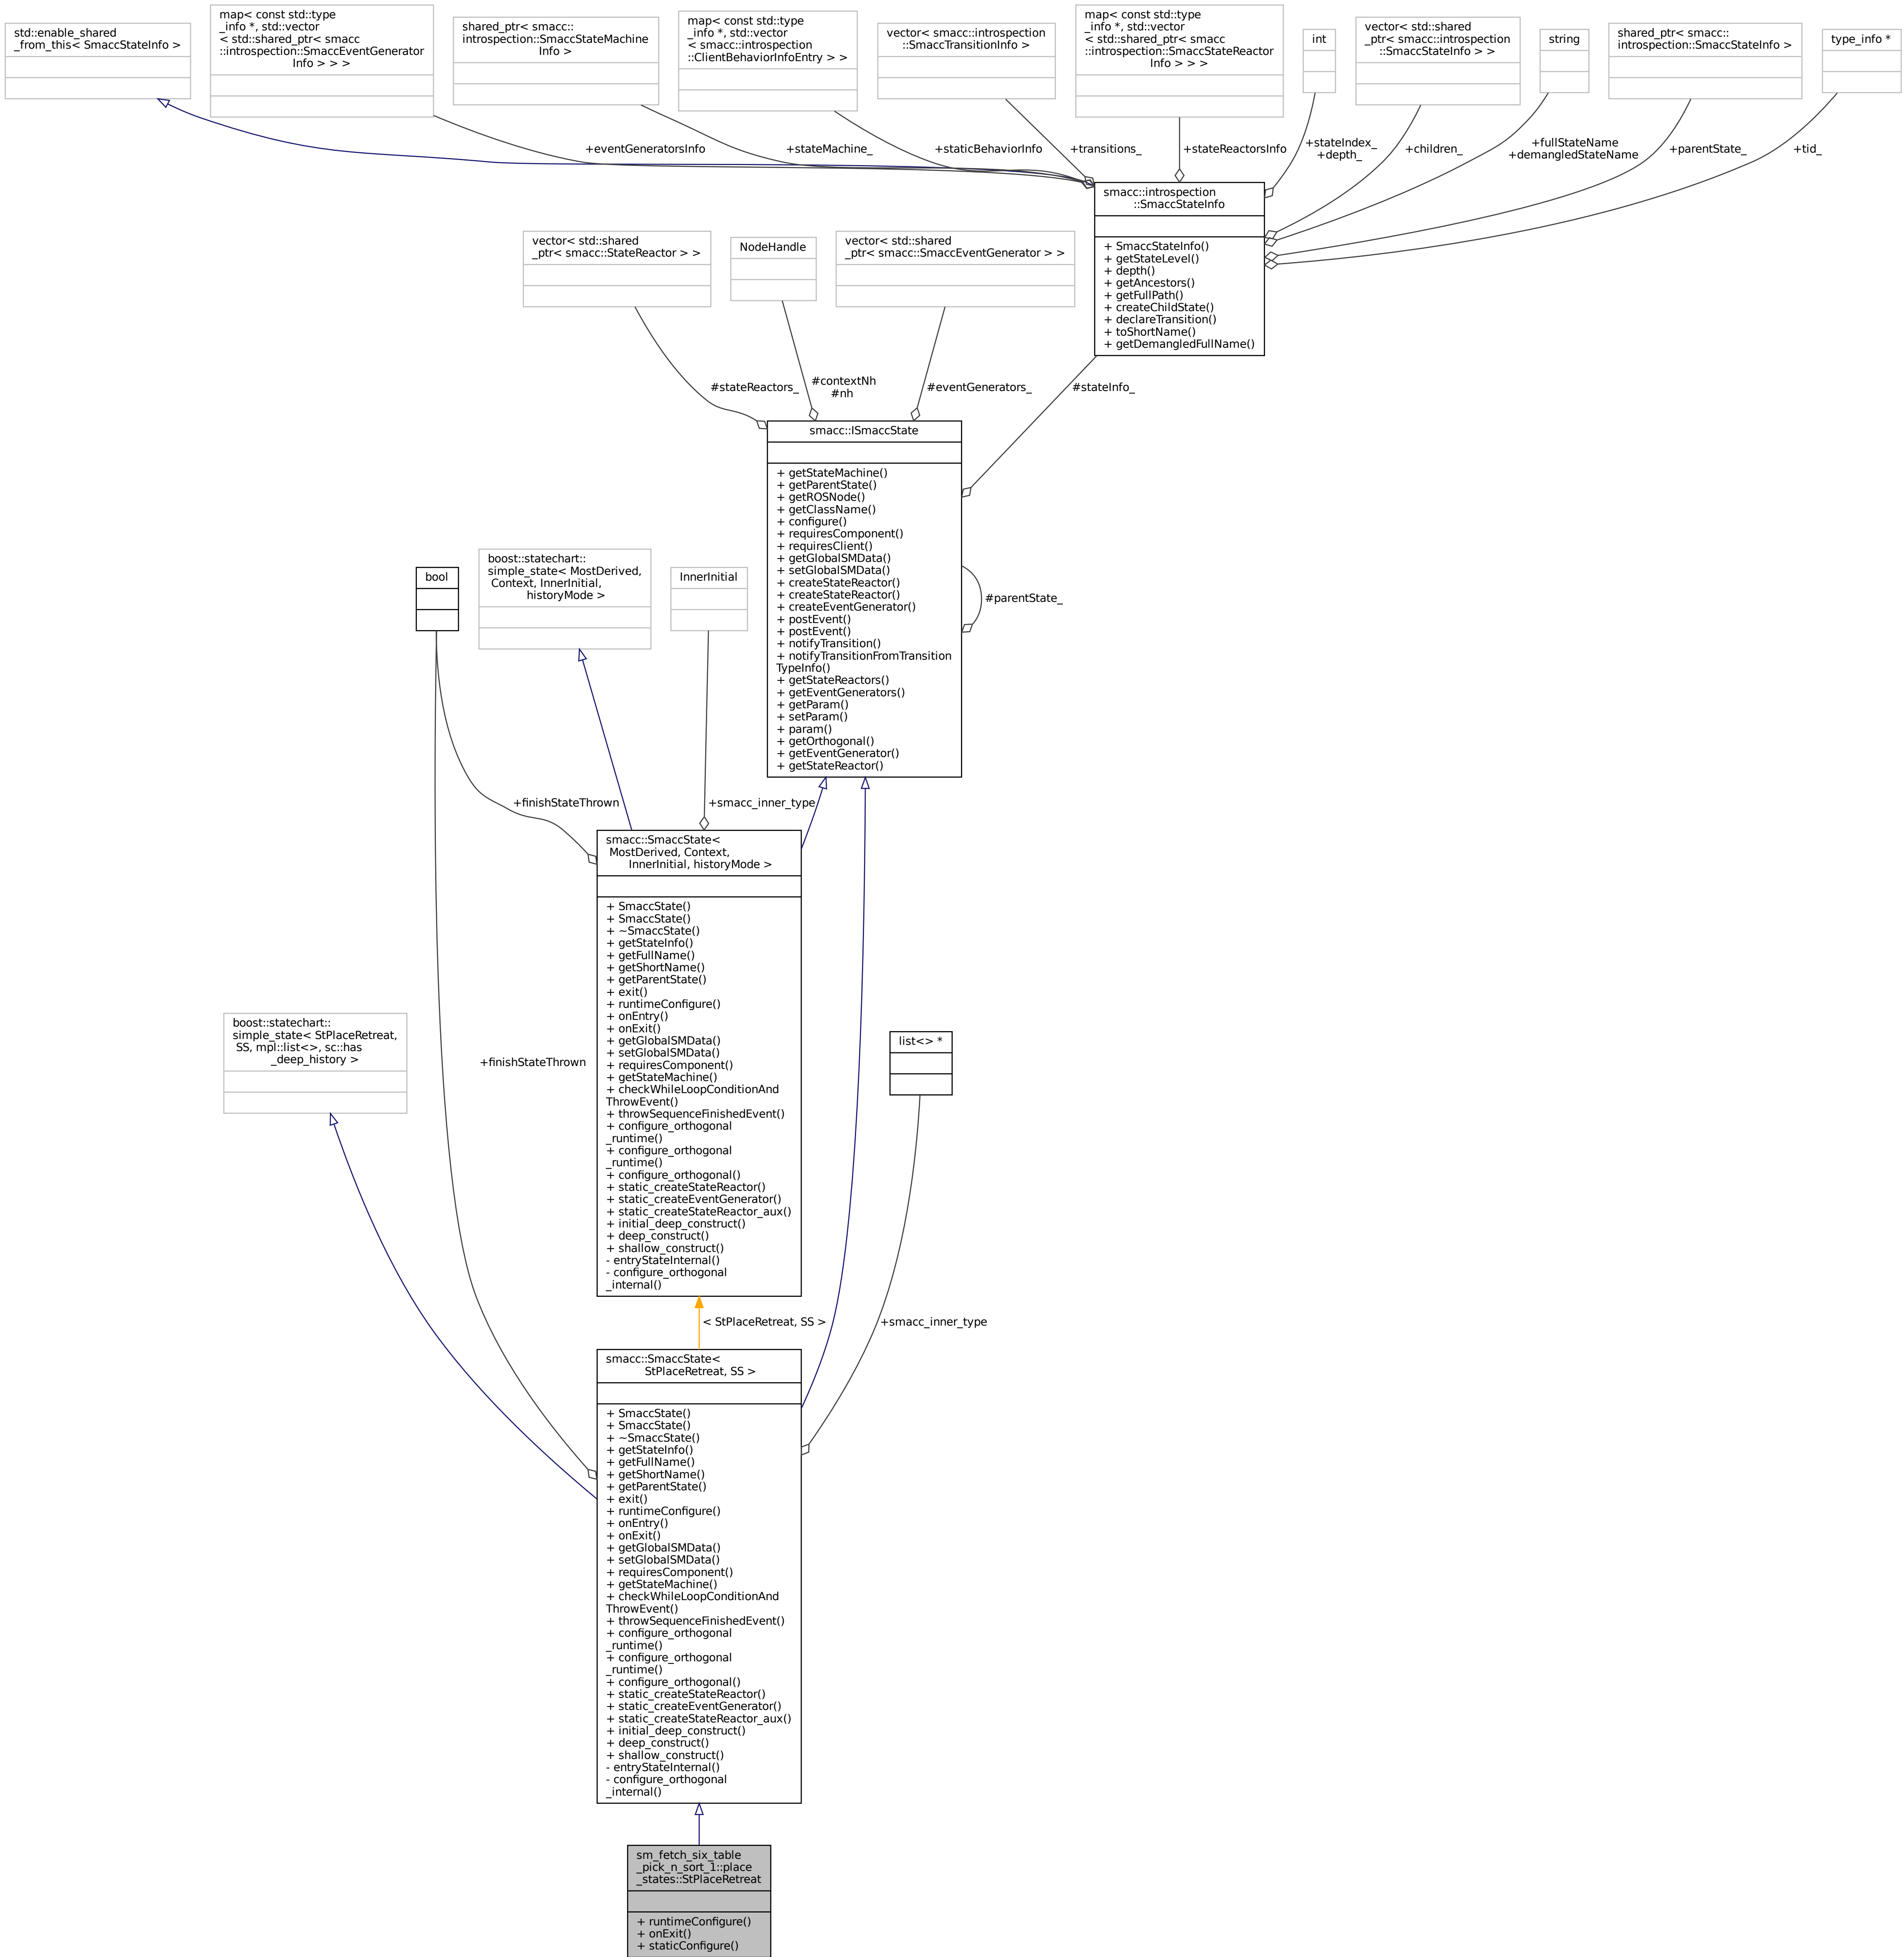 std::enable_shared
_from_this< SmaccStateInfo >
map< const std::type
_info *, std::vector
< std::shared_ptr< smacc
::introspection::SmaccEventGenerator
Info > > >
shared_ptr< smacc::
introspection::SmaccStateMachine
Info >
map< const std::type
_info *, std::vector
< smacc::introspection
::ClientBehaviorInfoEntry > >
vector< smacc::introspection
::SmaccTransitionInfo >
map< const std::type
_info *, std::vector
< std::shared_ptr< smacc
::introspection::SmaccStateReactor
Info > > >
int
vector< std::shared
_ptr< smacc::introspection
::SmaccStateInfo > >
string
shared_ptr< smacc::
introspection::SmaccStateInfo >
type_info *
+eventGeneratorsInfo
+stateMachine_
+staticBehaviorInfo
+transitions_
+stateReactorsInfo
+stateIndex_
+depth_
+children_
+fullStateName
+demangledStateName
+parentState_
+tid_
smacc::introspection
::SmaccStateInfo
+ SmaccStateInfo()
+ getStateLevel()
+ depth()
+ getAncestors()
+ getFullPath()
+ createChildState()
+ declareTransition()
+ toShortName()
+ getDemangledFullName()
vector< std::shared
_ptr< smacc::StateReactor > >
NodeHandle
vector< std::shared
_ptr< smacc::SmaccEventGenerator > >
#stateReactors_
#contextNh
#nh
#eventGenerators_
#stateInfo_
smacc::ISmaccState
+ getStateMachine()
+ getParentState()
+ getROSNode()
+ getClassName()
+ configure()
+ requiresComponent()
+ requiresClient()
+ getGlobalSMData()
+ setGlobalSMData()
+ createStateReactor()
+ createStateReactor()
+ createEventGenerator()
+ postEvent()
+ postEvent()
+ notifyTransition()
+ notifyTransitionFromTransition
TypeInfo()
+ getStateReactors()
+ getEventGenerators()
+ getParam()
+ setParam()
+ param()
+ getOrthogonal()
+ getEventGenerator()
+ getStateReactor()
#parentState_
bool
boost::statechart::
simple_state< MostDerived,
Context, InnerInitial,
historyMode >
InnerInitial
+finishStateThrown
+smacc_inner_type
smacc::SmaccState<
MostDerived, Context,
InnerInitial, historyMode >
+ SmaccState()
+ SmaccState()
+ ~SmaccState()
+ getStateInfo()
+ getFullName()
+ getShortName()
+ getParentState()
+ exit()
+ runtimeConfigure()
+ onEntry()
+ onExit()
+ getGlobalSMData()
+ setGlobalSMData()
+ requiresComponent()
+ getStateMachine()
+ checkWhileLoopConditionAnd
ThrowEvent()
+ throwSequenceFinishedEvent()
+ configure_orthogonal
_runtime()
+ configure_orthogonal
_runtime()
+ configure_orthogonal()
+ static_createStateReactor()
+ static_createEventGenerator()
+ static_createStateReactor_aux()
+ initial_deep_construct()
+ deep_construct()
+ shallow_construct()
- entryStateInternal()
- configure_orthogonal
_internal()
boost::statechart::
simple_state< StPlaceRetreat,
SS, mpl::list<>, sc::has
_deep_history >
+finishStateThrown
list<> *
< StPlaceRetreat, SS >
+smacc_inner_type
smacc::SmaccState<
StPlaceRetreat, SS >
+ SmaccState()
+ SmaccState()
+ ~SmaccState()
+ getStateInfo()
+ getFullName()
+ getShortName()
+ getParentState()
+ exit()
+ runtimeConfigure()
+ onEntry()
+ onExit()
+ getGlobalSMData()
+ setGlobalSMData()
+ requiresComponent()
+ getStateMachine()
+ checkWhileLoopConditionAnd
ThrowEvent()
+ throwSequenceFinishedEvent()
+ configure_orthogonal
_runtime()
+ configure_orthogonal
_runtime()
+ configure_orthogonal()
+ static_createStateReactor()
+ static_createEventGenerator()
+ static_createStateReactor_aux()
+ initial_deep_construct()
+ deep_construct()
+ shallow_construct()
- entryStateInternal()
- configure_orthogonal
_internal()
sm_fetch_six_table
_pick_n_sort_1::place
_states::StPlaceRetreat
+ runtimeConfigure()
+ onExit()
+ staticConfigure()